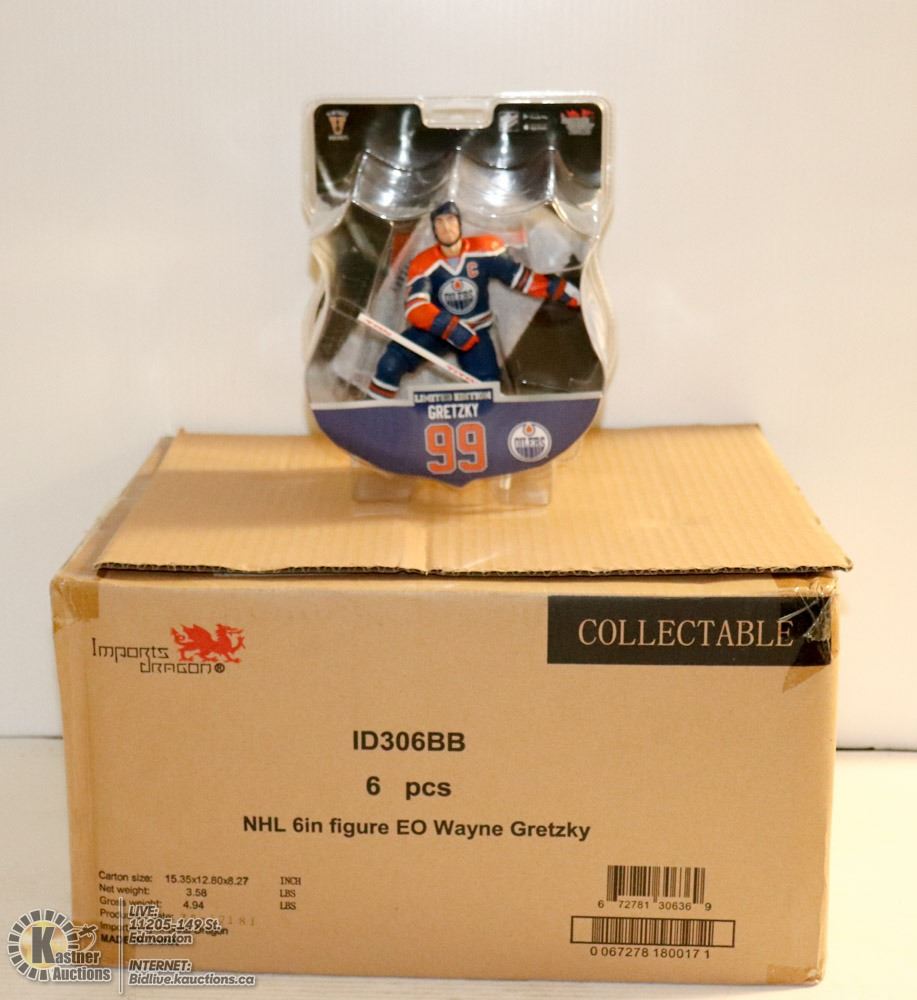 C
OILERS
LIMITED EDITION
GRETZKY
99
OILERS
Imports
dragon®
COLLECTABLE
ID306BB
6 pcs
NHL 6in figure EO Wayne Gretzky
Carton size: 15.35x12.80x8.27 INCH
Net weight: 3.58 LBS
Gross weight: 4.94 LBS
6 72781 30636 9
0 067278 180017 1
Kastner
Auctions
LIVE:
11205-149 St.
Edmonton
INTERNET:
Bidlive.kauctions.ca